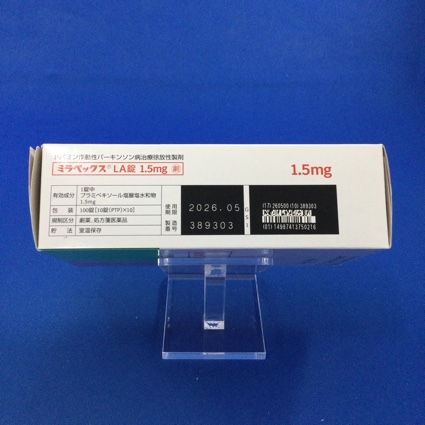 ドパミン作動性パーキンソン病治療徐放性製剤
ミラペックス® LA錠 1.5mg 劇
1.5mg
有効成分 1錠中 プラミペキソール塩酸塩水和物 1.5mg
包装 100錠[10錠(PTP)×10]
規制区分 劇薬、処方箋医薬品
貯法 室温保存
使用期限 2026.05
製造番号 389303
GS1
(17) 260500 (10) 389303
(01) 14987413750216